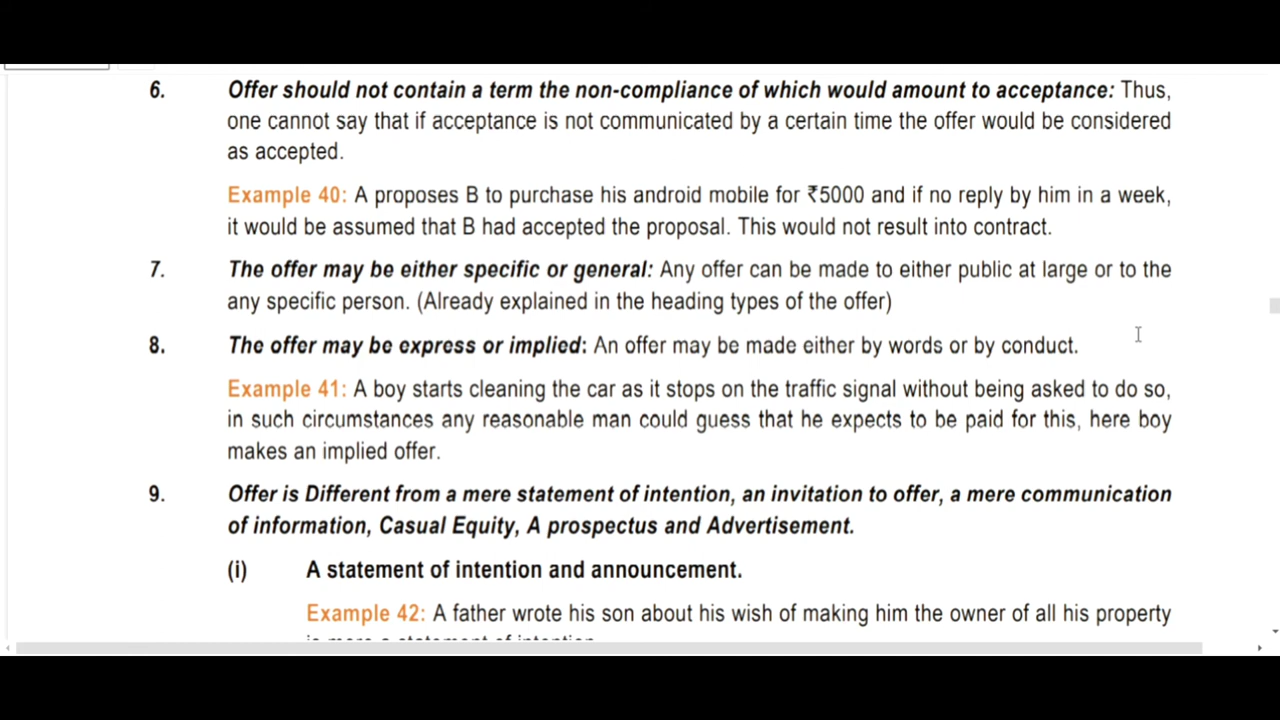 6. Offer should not contain a term the non-compliance of which would amount to acceptance: Thus,
one cannot say that if acceptance is not communicated by a certain time the offer would be considered
as accepted.
Example 40: A proposes B to purchase his android mobile for ₹5000 and if no reply by him in a week,
it would be assumed that B had accepted the proposal. This would not result into contract.
7. The offer may be either specific or general: Any offer can be made to either public at large or to the
any specific person. (Already explained in the heading types of the offer)
8. The offer may be express or implied: An offer may be made either by words or by conduct.
Example 41: A boy starts cleaning the car as it stops on the traffic signal without being asked to do so,
in such circumstances any reasonable man could guess that he expects to be paid for this, here boy
makes an implied offer.
9. Offer is Different from a mere statement of intention, an invitation to offer, a mere communication
of information, Casual Equity, A prospectus and Advertisement.
(i) A statement of intention and announcement.
Example 42: A father wrote his son about his wish of making him the owner of all his property
is mere a statement of intention.